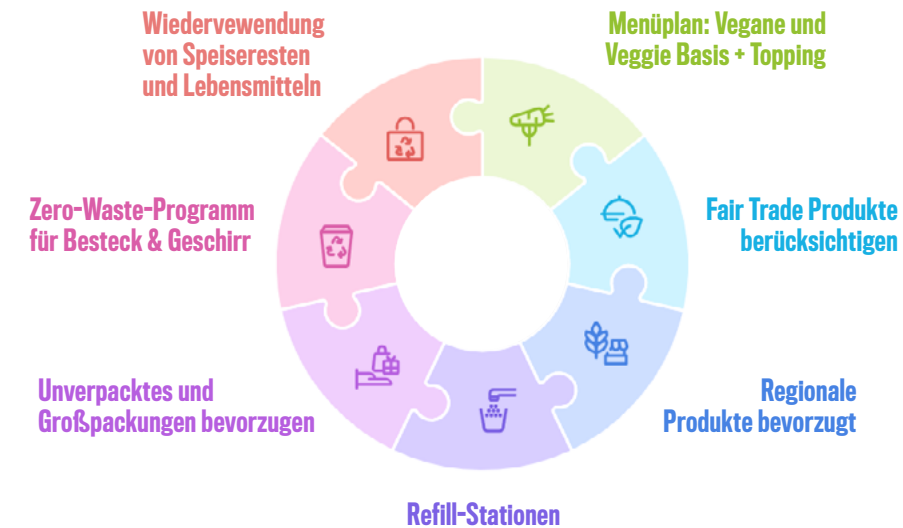 Wiedervewendung
von Speiseresten
und Lebensmitteln
Menüplan: Vegane und
Veggie Basis + Topping
Zero-Waste-Programm
für Besteck & Geschirr
Fair Trade Produkte
berücksichtigen
Unverpacktes und
Großpackungen bevorzugen
Regionale
Produkte bevorzugt
Refill-Stationen